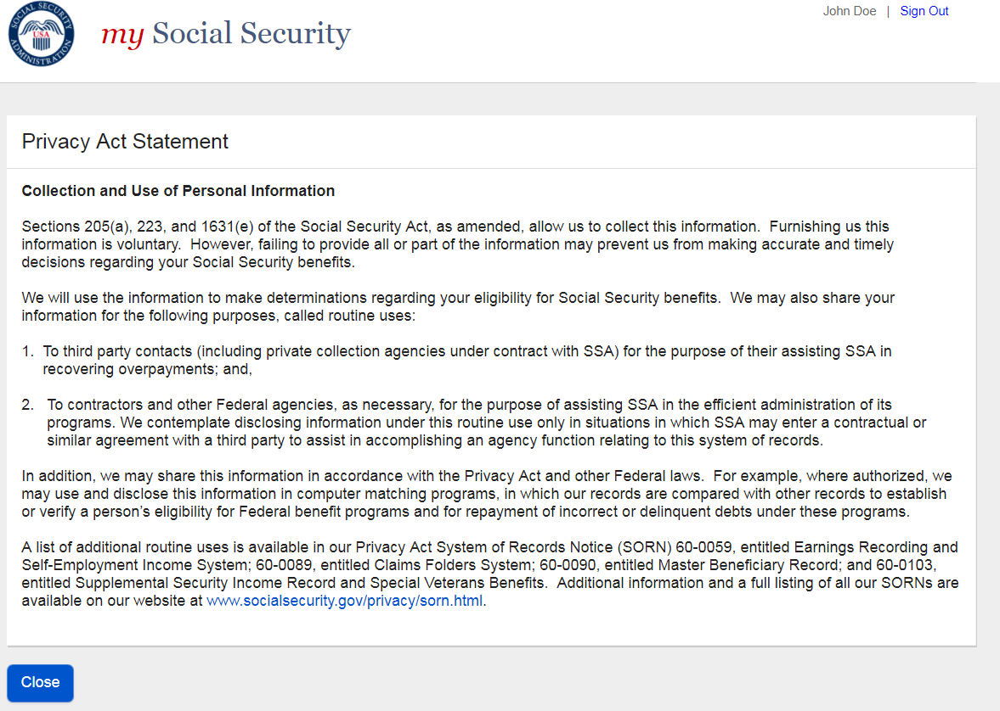 SOCIAL SECURITY ADMINISTRATION
USA
John Doe | Sign Out
my Social Security
Privacy Act Statement
Collection and Use of Personal Information
Sections 205(a), 223, and 1631(e) of the Social Security Act, as amended, allow us to collect this information.  Furnishing us this
information is voluntary.  However, failing to provide all or part of the information may prevent us from making accurate and timely
decisions regarding your Social Security benefits.
We will use the information to make determinations regarding your eligibility for Social Security benefits.  We may also share your
information for the following purposes, called routine uses:
1.  To third party contacts (including private collection agencies under contract with SSA) for the purpose of their assisting SSA in
recovering overpayments; and,
2.  To contractors and other Federal agencies, as necessary, for the purpose of assisting SSA in the efficient administration of its
programs. We contemplate disclosing information under this routine use only in situations in which SSA may enter a contractual or
similar agreement with a third party to assist in accomplishing an agency function relating to this system of records.
In addition, we may share this information in accordance with the Privacy Act and other Federal laws.  For example, where authorized, we
may use and disclose this information in computer matching programs, in which our records are compared with other records to establish
or verify a person’s eligibility for Federal benefit programs and for repayment of incorrect or delinquent debts under these programs.
A list of additional routine uses is available in our Privacy Act System of Records Notice (SORN) 60-0059, entitled Earnings Recording and
Self-Employment Income System; 60-0089, entitled Claims Folders System; 60-0090, entitled Master Beneficiary Record; and 60-0103,
entitled Supplemental Security Income Record and Special Veterans Benefits.  Additional information and a full listing of all our SORNs are
available on our website at www.socialsecurity.gov/privacy/sorn.html.
Close